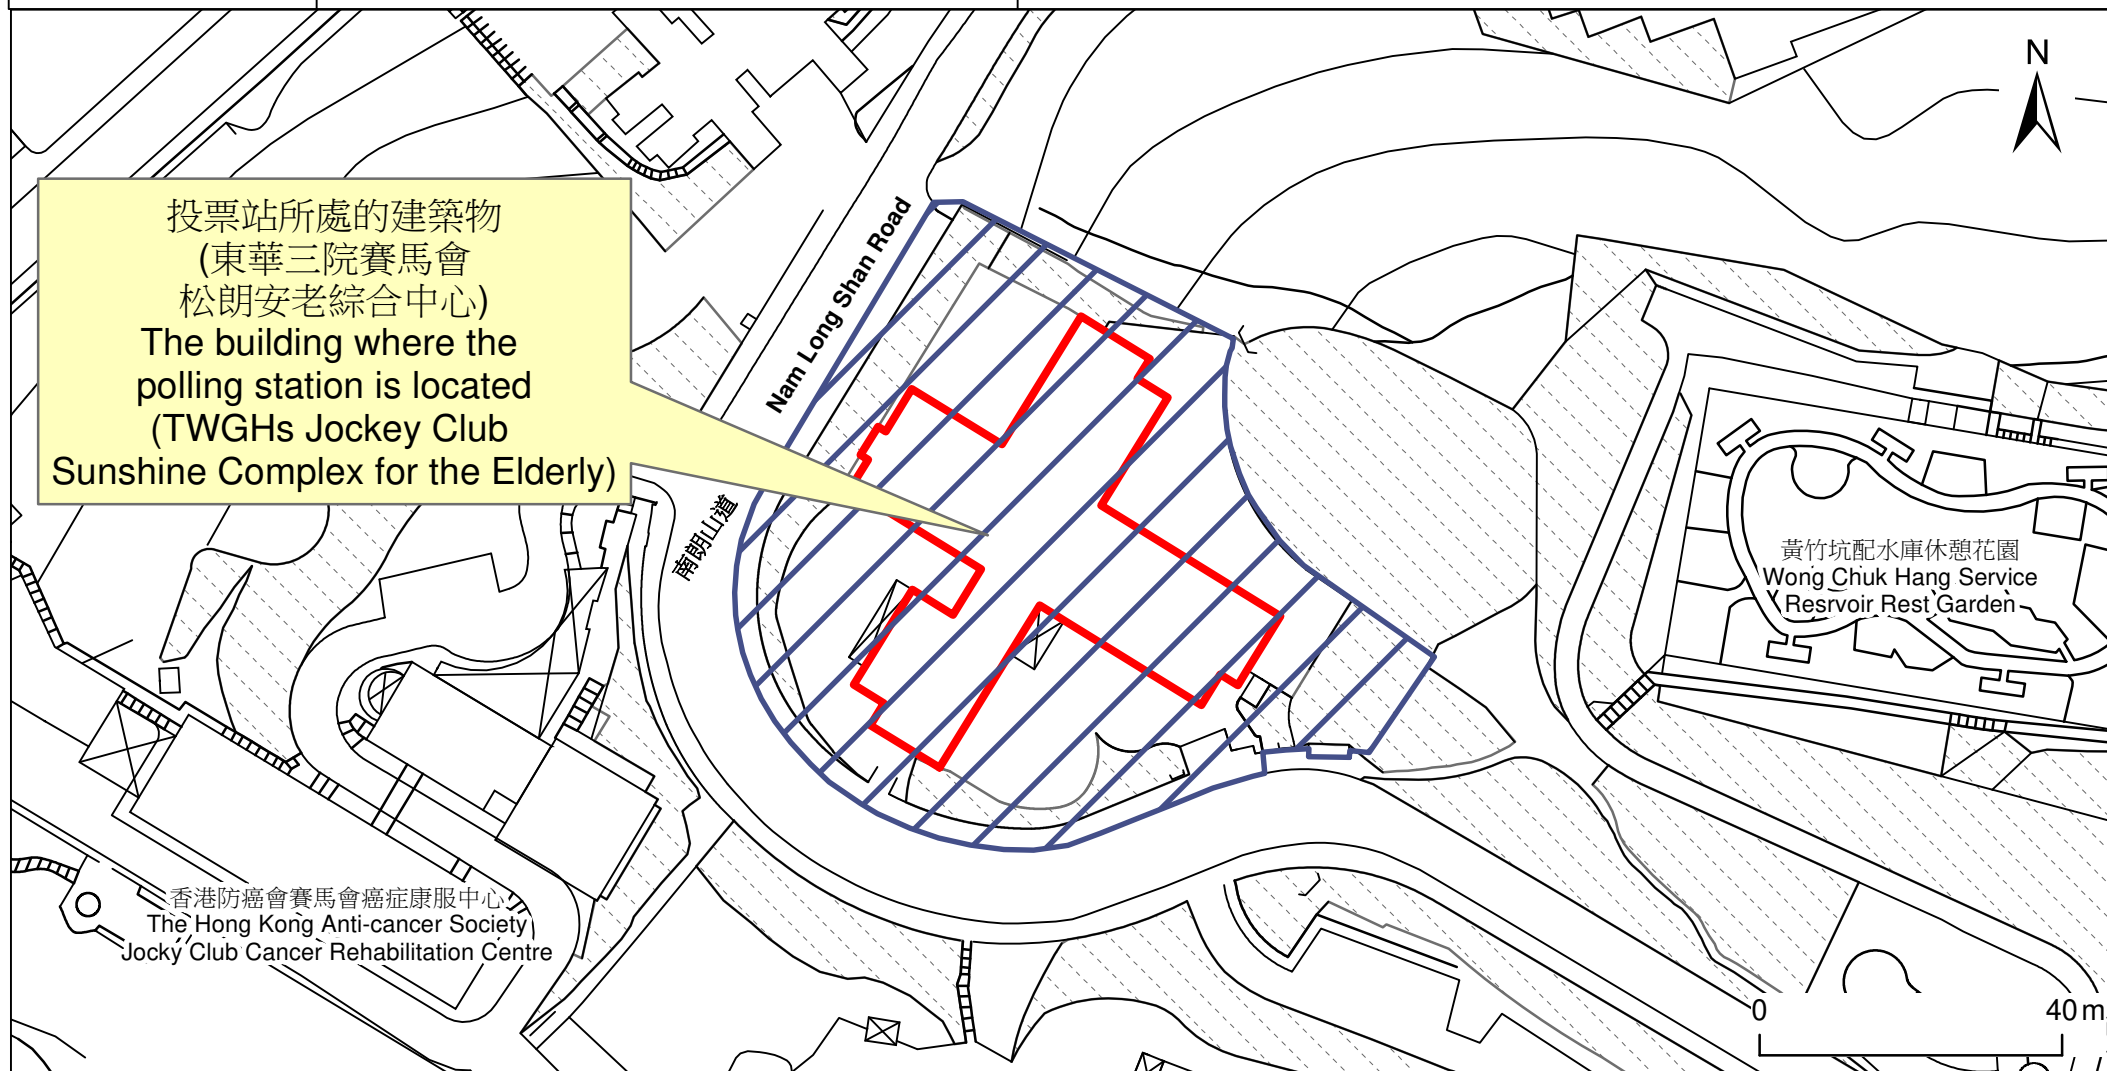 N
投票站所處的建築物
(東華三院賽馬會
松朗安老綜合中心)
The building where the
polling station is located
(TWGHs Jockey Club
Sunshine Complex for the Elderly)
Nam Long Shan Road
南朗山道
黃竹坑配水庫休憩花園
Wong Chuk Hang Service
Resrvoir Rest Garden
香港防癌會賽馬會癌症康服中心
The Hong Kong Anti-cancer Society
Jocky Club Cancer Rehabilitation Centre
0 40 m